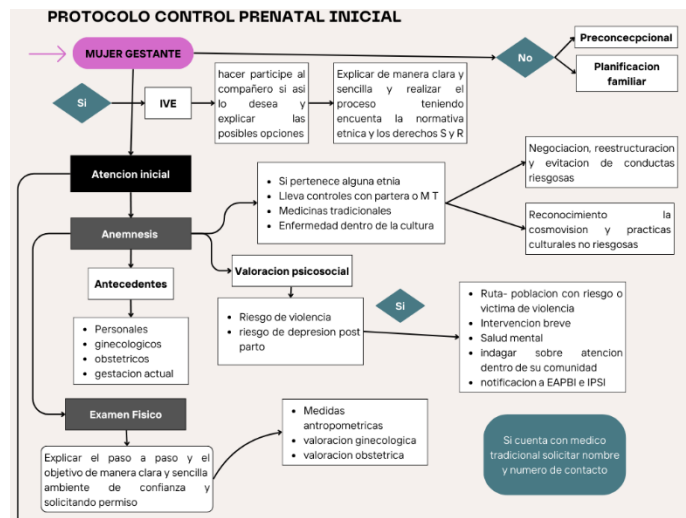 PROTOCOLO CONTROL PRENATAL INICIAL
MUJER GESTANTE
No
Preconcepcional
Planificacion
familiar
Si
IVE
hacer participe al
compañero si asi
lo desea y
explicar las
posibles opciones
Explicar de manera clara y
sencilla y realizar el
proceso teniendo
encuenta la normativa
etnica y los derechos S y R
Atencion inicial
Anemnesis
Si pertenece alguna etnia
Lleva controles con partera o M T
Medicinas tradicionales
Enfermedad dentro de la cultura
Negociacion, reestructuracion
y evitacion de conductas
riesgosas
Reconocimiento la
cosmovision y practicas
culturales no riesgosas
Antecedentes
Personales
ginecologicos
obstetricos
gestacion actual
Valoracion psicosocial
Riesgo de violencia
riesgo de depresion post
parto
Si
Ruta- poblacion con riesgo o
victima de violencia
Intervencion breve
Salud mental
indagar sobre atencion
dentro de su comunidad
notificacion a EAPBI e IPSI
Examen Fisico
Explicar el paso a paso y el
objetivo de manera clara y sencilla
ambiente de confianza y
solicitando permiso
Medidas
antropometricas
valoracion ginecologica
valoracion obstetrica
Si cuenta con medico
tradicional solicitar nombre
y numero de contacto